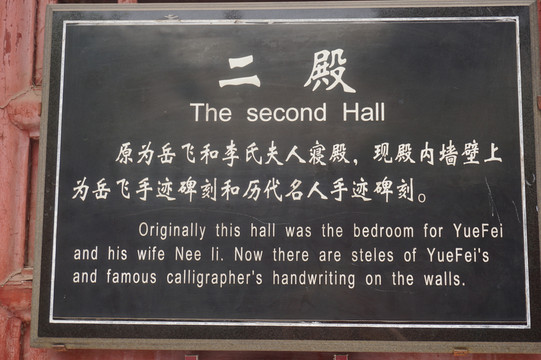 二 殿
The second Hall
原为岳飞和李氏夫人寝殿，现殿内墙壁上
为岳飞手迹碑刻和历代名人手迹碑刻。
Originally this hall was the bedroom for YueFei
and his wife Nee li. Now there are steles of YueFei's
and famous calligrapher's handwriting on the walls.